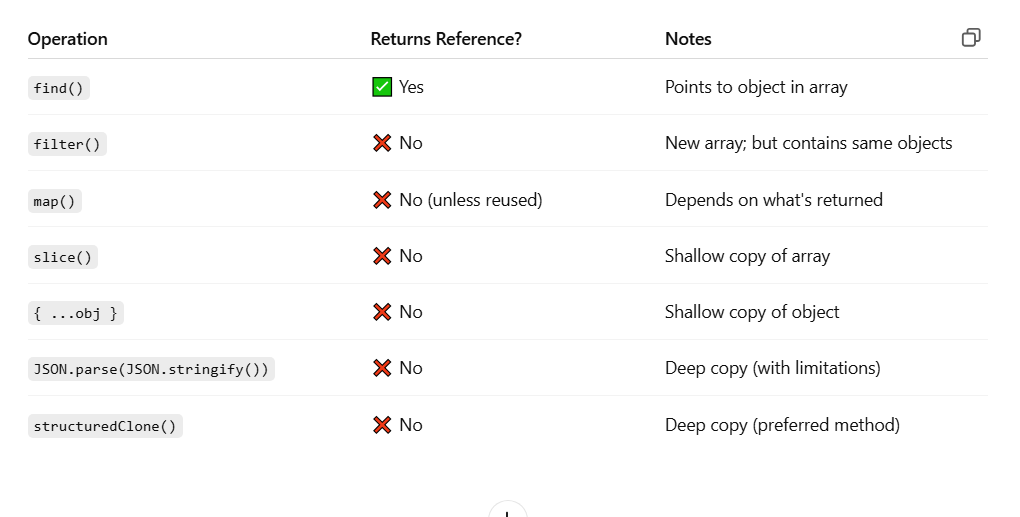 Operation Returns Reference? Notes
find() ✅ Yes Points to object in array
filter() ❌ No New array; but contains same objects
map() ❌ No (unless reused) Depends on what's returned
slice() ❌ No Shallow copy of array
{ ...obj } ❌ No Shallow copy of object
JSON.parse(JSON.stringify()) ❌ No Deep copy (with limitations)
structuredClone() ❌ No Deep copy (preferred method)